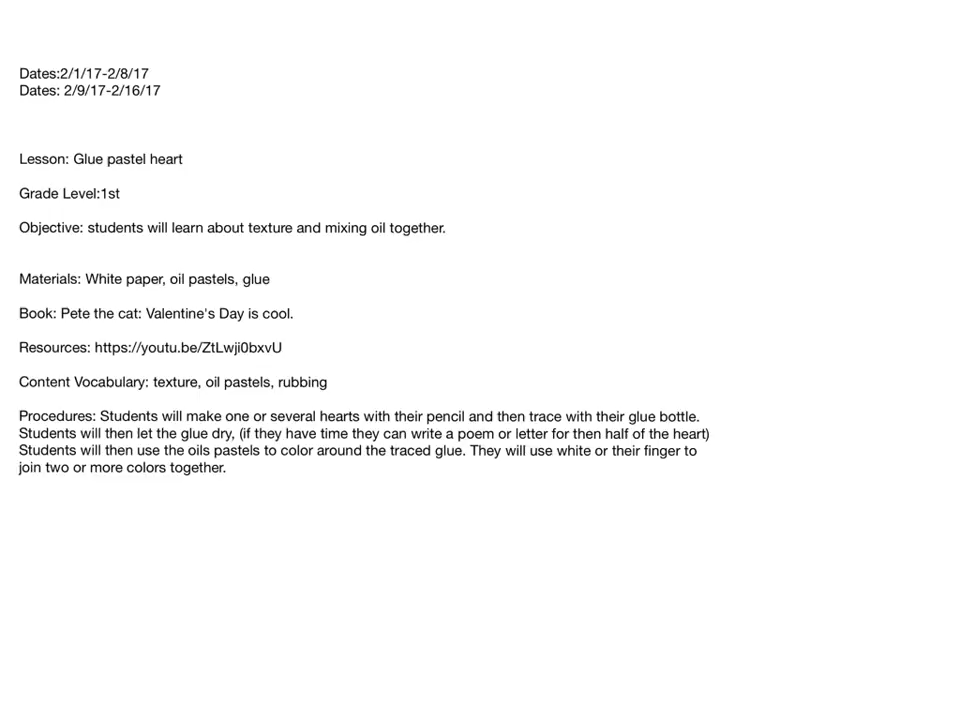 Dates:2/1/17-2/8/17
Dates: 2/9/17-2/16/17
Lesson: Glue pastel heart
Grade Level:1st
Objective: students will learn about texture and mixing oil together.
Materials: White paper, oil pastels, glue
Book: Pete the cat: Valentine's Day is cool.
Resources: https://youtu.be/ZtLwji0bxvU
Content Vocabulary: texture, oil pastels, rubbing
Procedures: Students will make one or several hearts with their pencil and then trace with their glue bottle.
Students will then let the glue dry, (if they have time they can write a poem or letter for then half of the heart)
Students will then use the oils pastels to color around the traced glue. They will use white or their finger to
join two or more colors together.